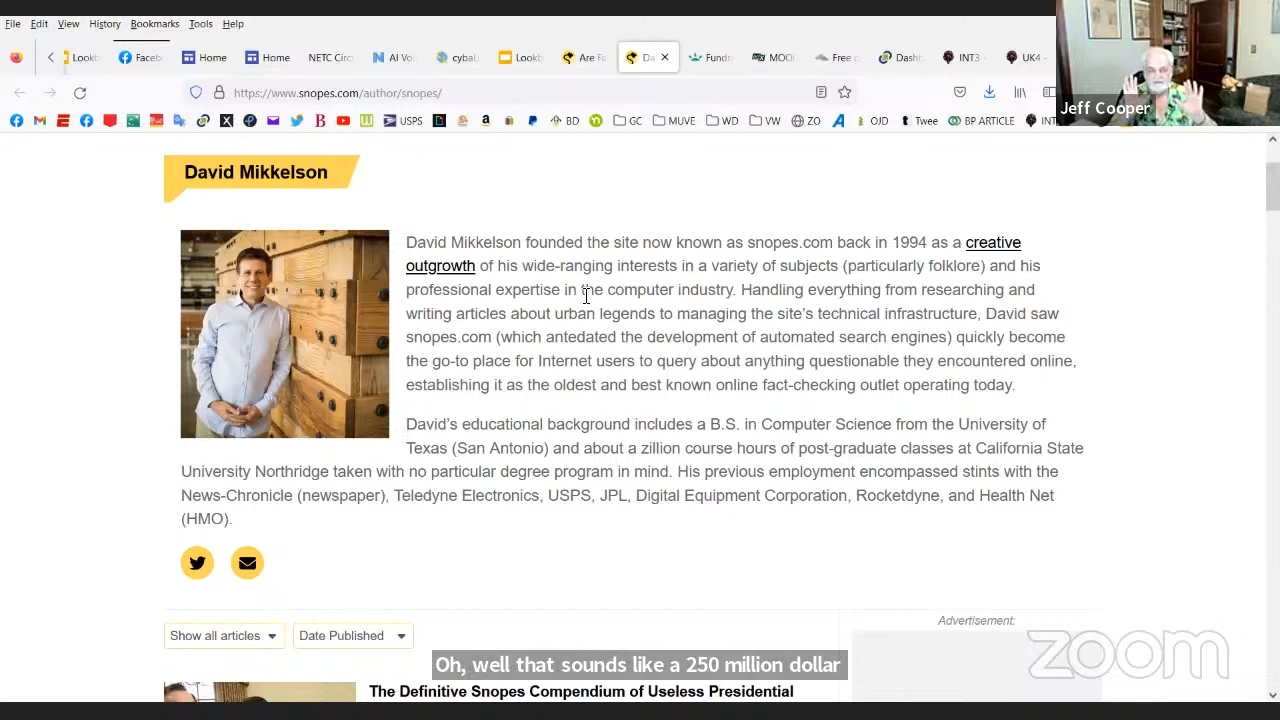 File Edit View History Bookmarks Tools Help
Lookb Faceb Home Home NETC Circ AI Voi cybal Lookb Are Fa Da Fundr MOO Free o Dashb INT3 UK4
https://www.snopes.com/author/snopes/
USPS BD GC MUVE WD VW ZO OJD Twee BP ARTICLE INT
Jeff Cooper
David Mikkelson
David Mikkelson founded the site now known as snopes.com back in 1994 as a creative
outgrowth of his wide-ranging interests in a variety of subjects (particularly folklore) and his
professional expertise in the computer industry. Handling everything from researching and
writing articles about urban legends to managing the site's technical infrastructure, David saw
snopes.com (which antedated the development of automated search engines) quickly become
the go-to place for Internet users to query about anything questionable they encountered online,
establishing it as the oldest and best known online fact-checking outlet operating today.
David's educational background includes a B.S. in Computer Science from the University of
Texas (San Antonio) and about a zillion course hours of post-graduate classes at California State
University Northridge taken with no particular degree program in mind. His previous employment encompassed stints with the
News-Chronicle (newspaper), Teledyne Electronics, USPS, JPL, Digital Equipment Corporation, Rocketdyne, and Health Net
(HMO).
Show all articles Date Published
Advertisement:
zoom
Oh, well that sounds like a 250 million dollar
The Definitive Snopes Compendium of Useless Presidential